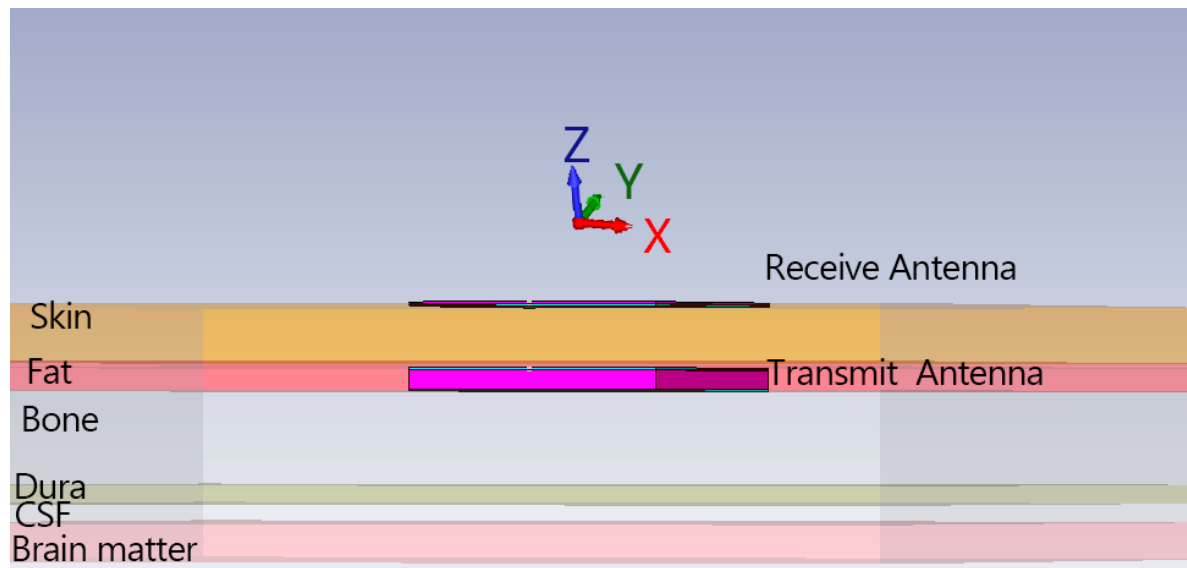 Z
Y
X
Receive Antenna
Skin
Fat
Transmit Antenna
Bone
Dura
CSF
Brain matter